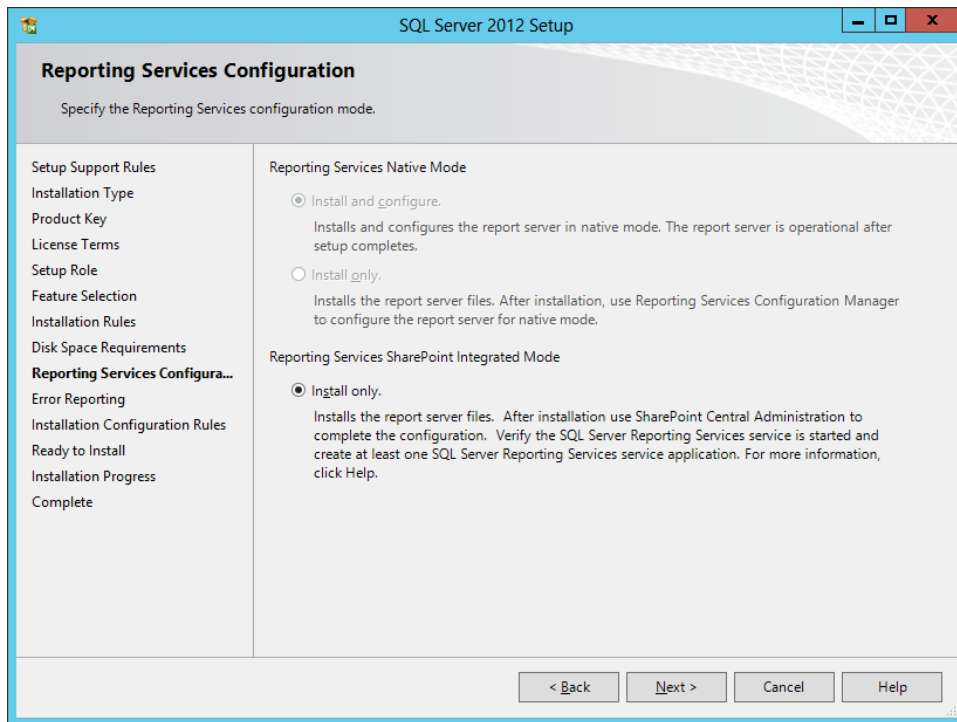 SQL Server 2012 Setup
Reporting Services Configuration
Specify the Reporting Services configuration mode.
Setup Support Rules
Installation Type
Product Key
License Terms
Setup Role
Feature Selection
Installation Rules
Disk Space Requirements
Reporting Services Configura...
Error Reporting
Installation Configuration Rules
Ready to Install
Installation Progress
Complete
Reporting Services Native Mode
Install and configure.
Installs and configures the report server in native mode. The report server is operational after
setup completes.
Install only.
Installs the report server files. After installation, use Reporting Services Configuration Manager
to configure the report server for native mode.
Reporting Services SharePoint Integrated Mode
Install only.
Installs the report server files.  After installation use SharePoint Central Administration to
complete the configuration.  Verify the SQL Server Reporting Services service is started and
create at least one SQL Server Reporting Services service application. For more information,
click Help.
< Back
Next >
Cancel
Help